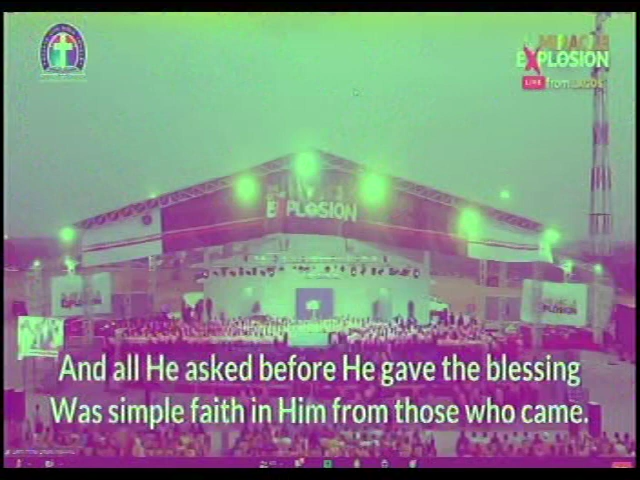 MIRACLE
EXPLOSION
LIVE from LAGOS
EXPLOSION
EXPLOSION
And all He asked before He gave the blessing
Was simple faith in Him from those who came.